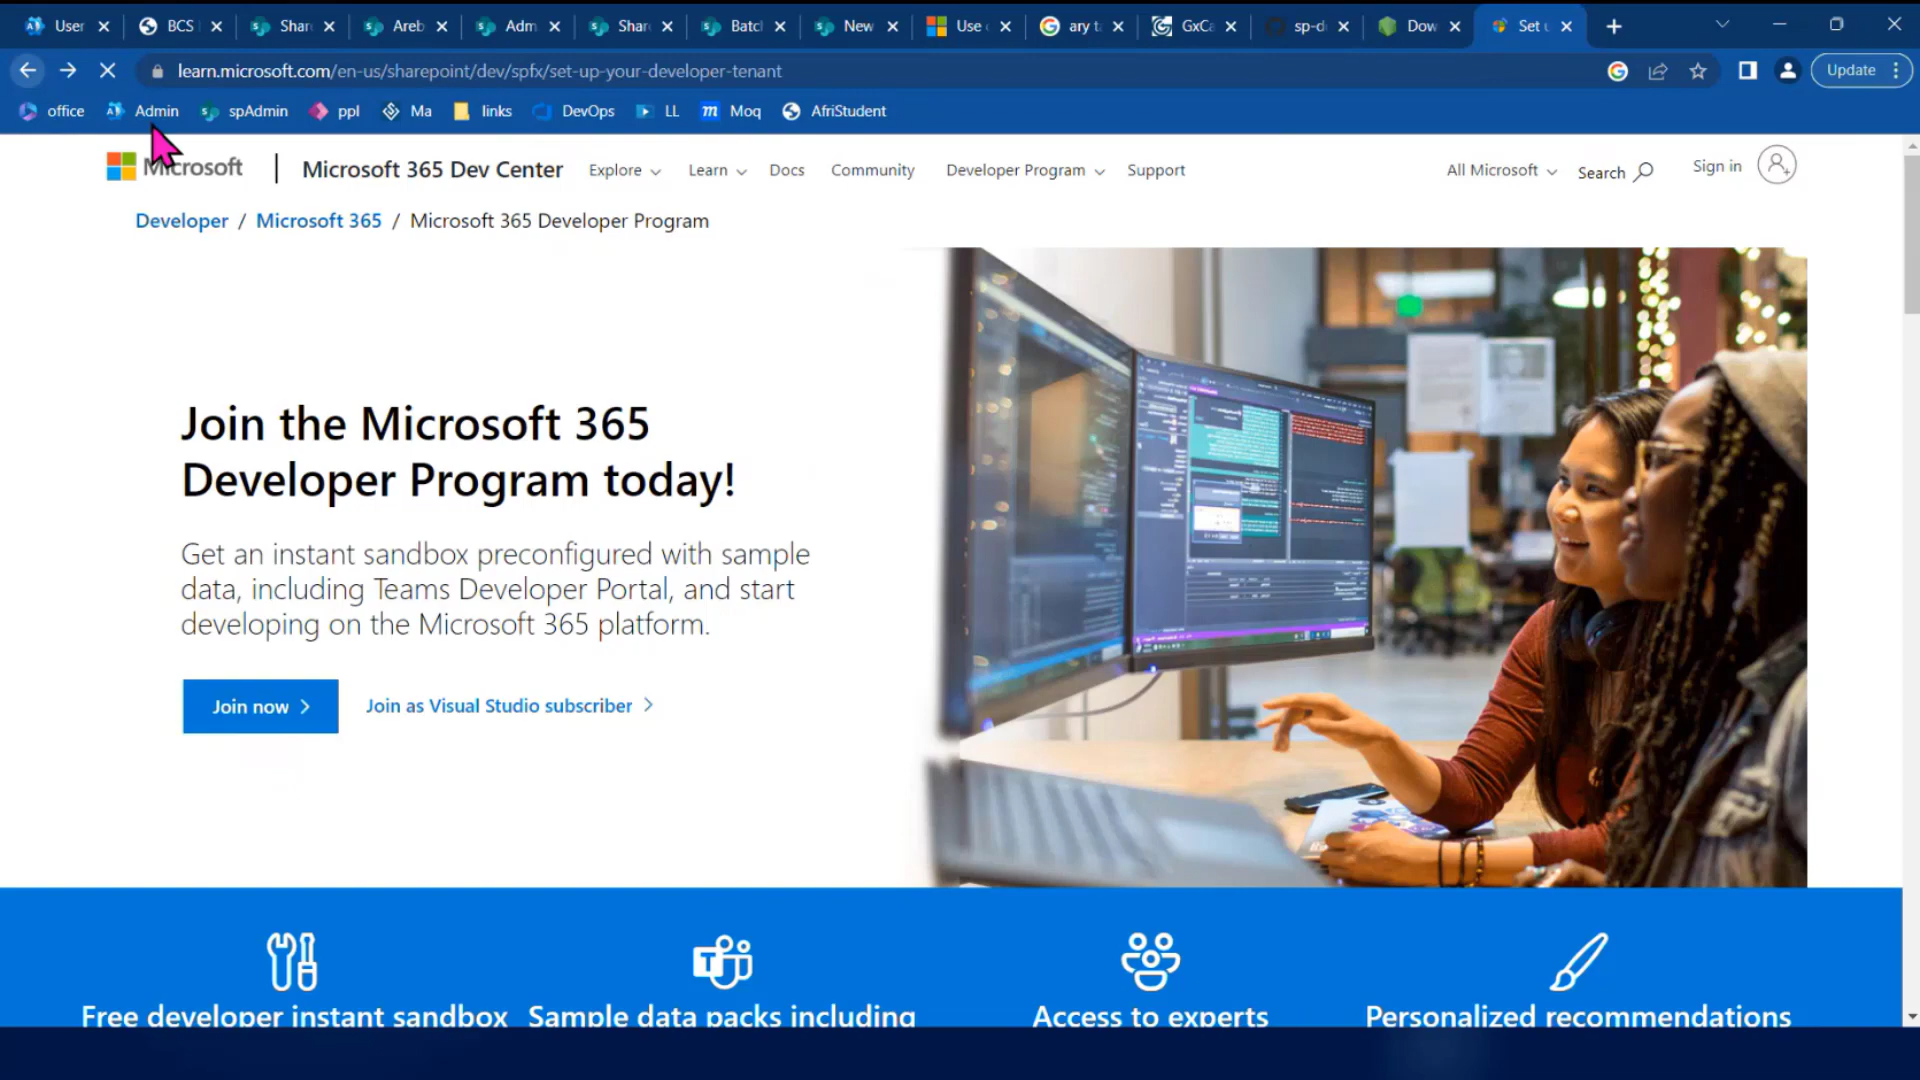 User
BCS
Shar
Areb
Adm
Shar
Batch
New
Use
ary ta
GxCa
sp-d
Dow
Set u
learn.microsoft.com/en-us/sharepoint/dev/spfx/set-up-your-developer-tenant
Update
office
Admin
spAdmin
ppl
Ma
links
DevOps
LL
Moq
AfriStudent
Microsoft
Microsoft 365 Dev Center
Explore
Learn
Docs
Community
Developer Program
Support
All Microsoft
Search
Sign in
Developer / Microsoft 365 / Microsoft 365 Developer Program
Join the Microsoft 365
Developer Program today!
Get an instant sandbox preconfigured with sample
data, including Teams Developer Portal, and start
developing on the Microsoft 365 platform.
Join now
Join as Visual Studio subscriber
Free developer instant sandbox
Sample data packs including
Access to experts
Personalized recommendations